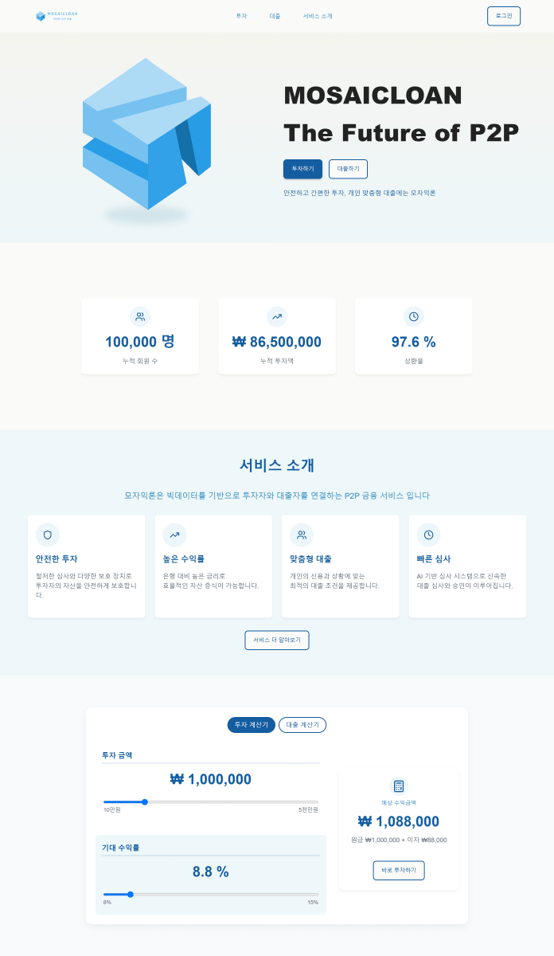 MOSAICLOAN
투자
대출
서비스 소개
로그인
MOSAICLOAN
The Future of P2P
투자하기
대출하기
안전하고 간편한 투자, 개인 맞춤형 대출에는 모자익론
100,000 명
누적 회원 수
₩ 86,500,000
누적 투자액
97.6 %
상환율
서비스 소개
모자익론은 빅데이터를 기반으로 투자자와 대출자를 연결하는 P2P 금융 서비스 입니다
안전한 투자
철저한 심사와 다양한 보호 장치로
투자자의 자산을 안전하게 보호합니
다.
높은 수익률
은행 대비 높은 금리로
효율적인 자산 증식이 가능합니다.
맞춤형 대출
개인의 신용과 상황에 맞는
최적의 대출 조건을 제공합니다.
빠른 심사
AI 기반 심사 시스템으로 신속한
대출 심사와 승인이 이루어집니다.
서비스 더 알아보기
투자 계산기
대출 계산기
투자 금액
₩ 1,000,000
10만원
5천만원
기대 수익률
8.8 %
8%
15%
예상 수익금액
₩ 1,088,000
원금 ₩1,000,000 + 이자 ₩88,000
바로 투자하기